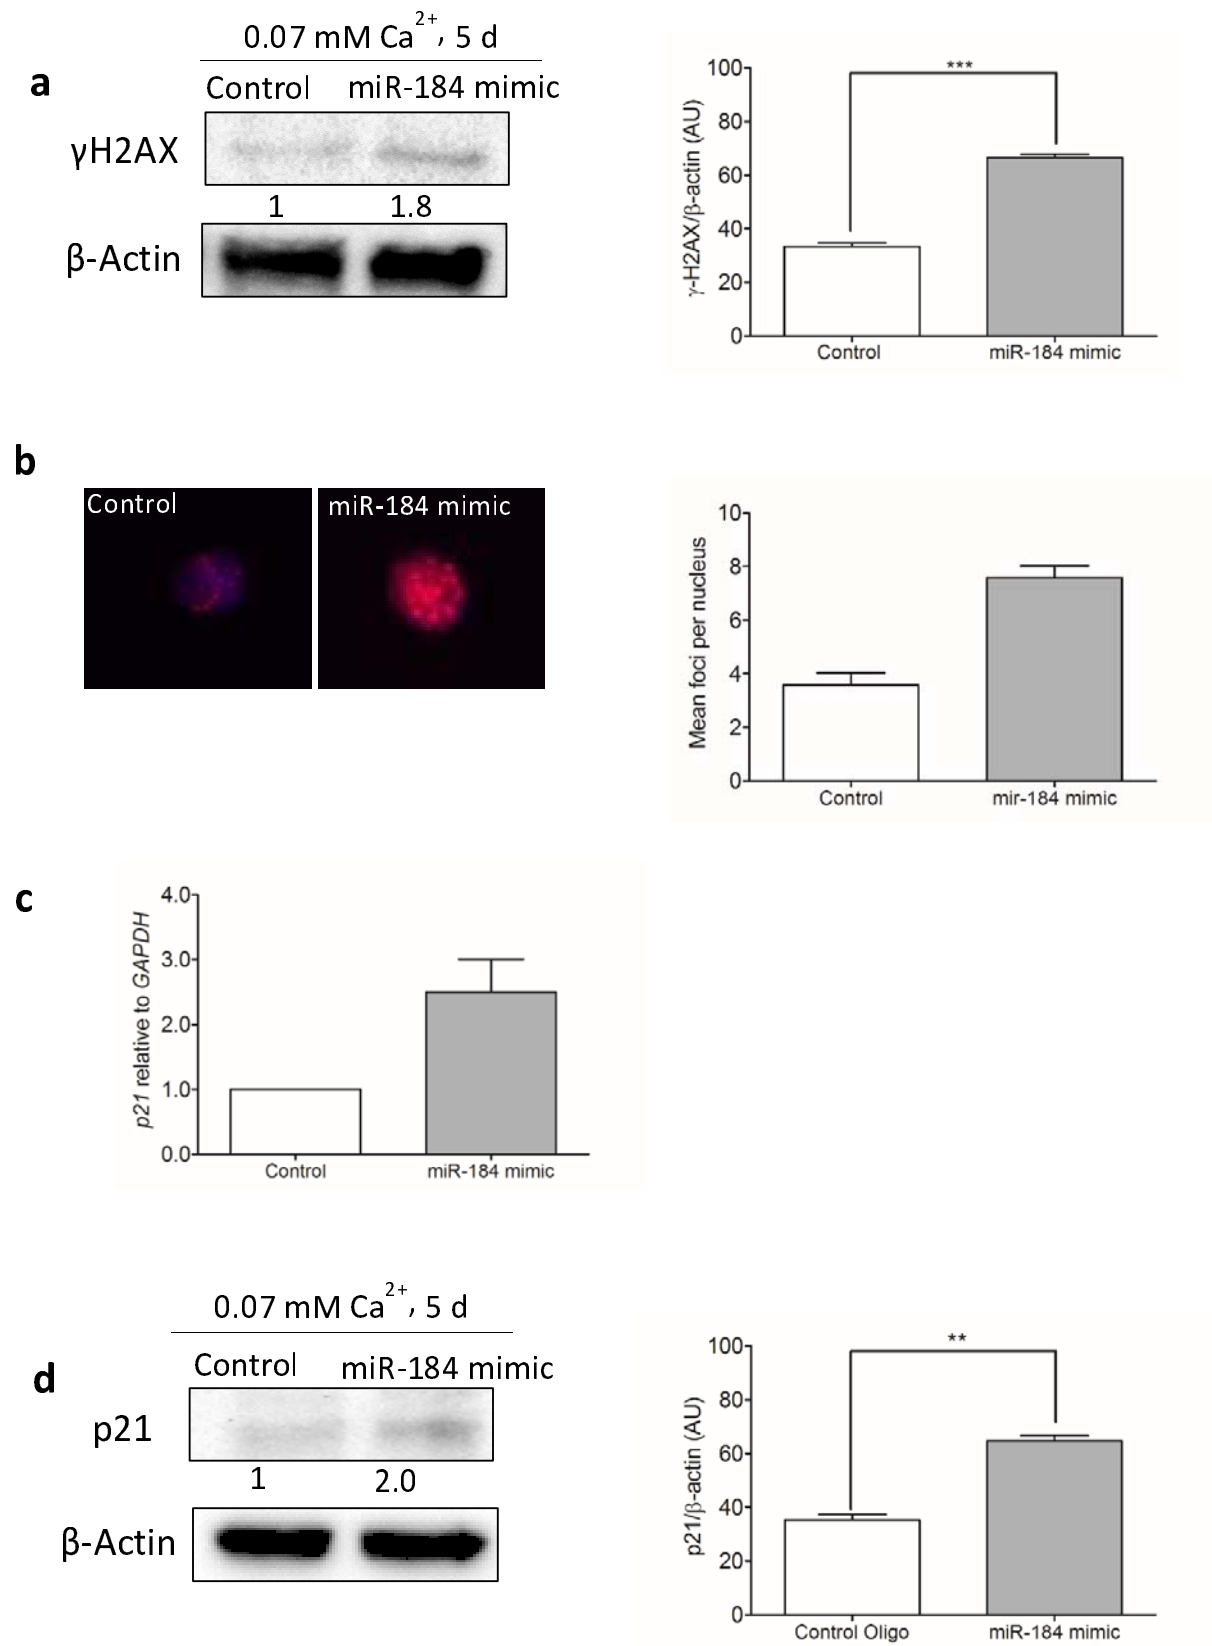 a
0.07 mM Ca2+, 5 d
Control miR-184 mimic
γH2AX
1 1.8
β-Actin
γ-H2AX/β-actin (AU)
100
80
60
40
20
0
***
Control miR-184 mimic
b
Control miR-184 mimic
Mean foci per nucleus
10
8
6
4
2
0
Control mir-184 mimic
c
p21 relative to GAPDH
4.0
3.0
2.0
1.0
0.0
Control miR-184 mimic
d
0.07 mM Ca2+, 5 d
Control miR-184 mimic
p21
1 2.0
β-Actin
p21/β-actin (AU)
100
80
60
40
20
0
**
Control Oligo miR-184 mimic